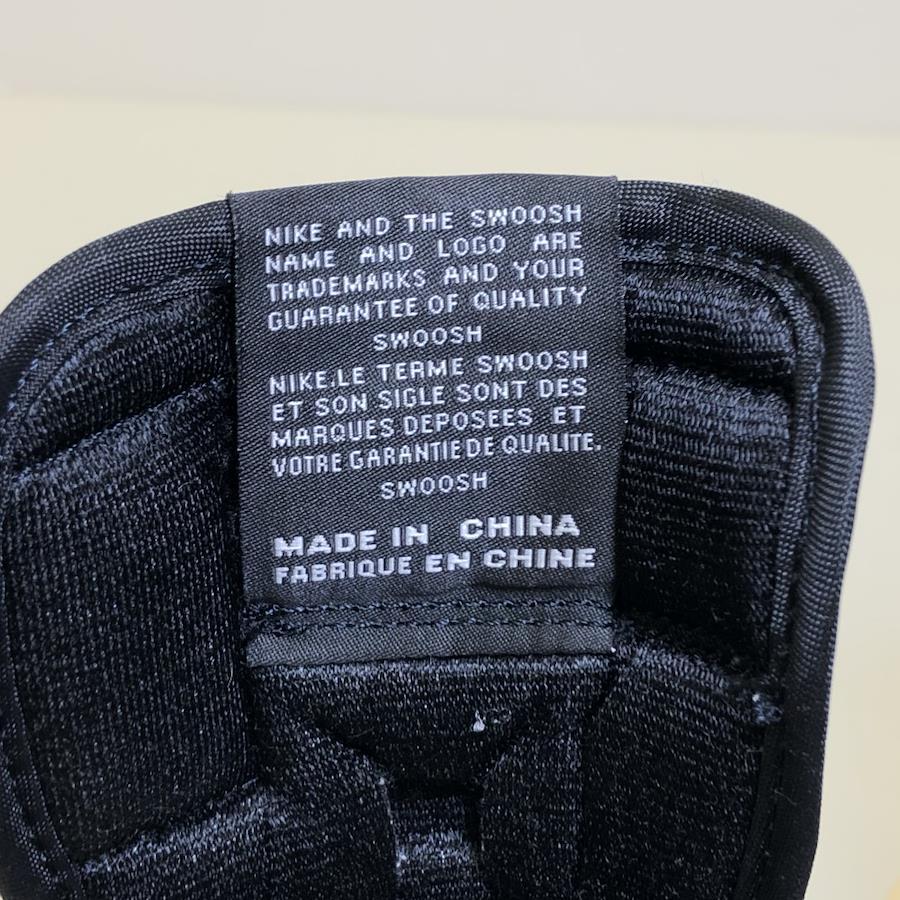 NIKE AND THE SWOOSH
NAME AND LOGO ARE
TRADEMARKS AND YOUR
GUARANTEE OF QUALITY
SWOOSH
NIKE.LE TERME SWOOSH
ET SON SIGLE SONT DES
MARQUES DEPOSEES ET
VOTRE GARANTIE DE QUALITE.
SWOOSH
MADE IN CHINA
FABRIQUE EN CHINE